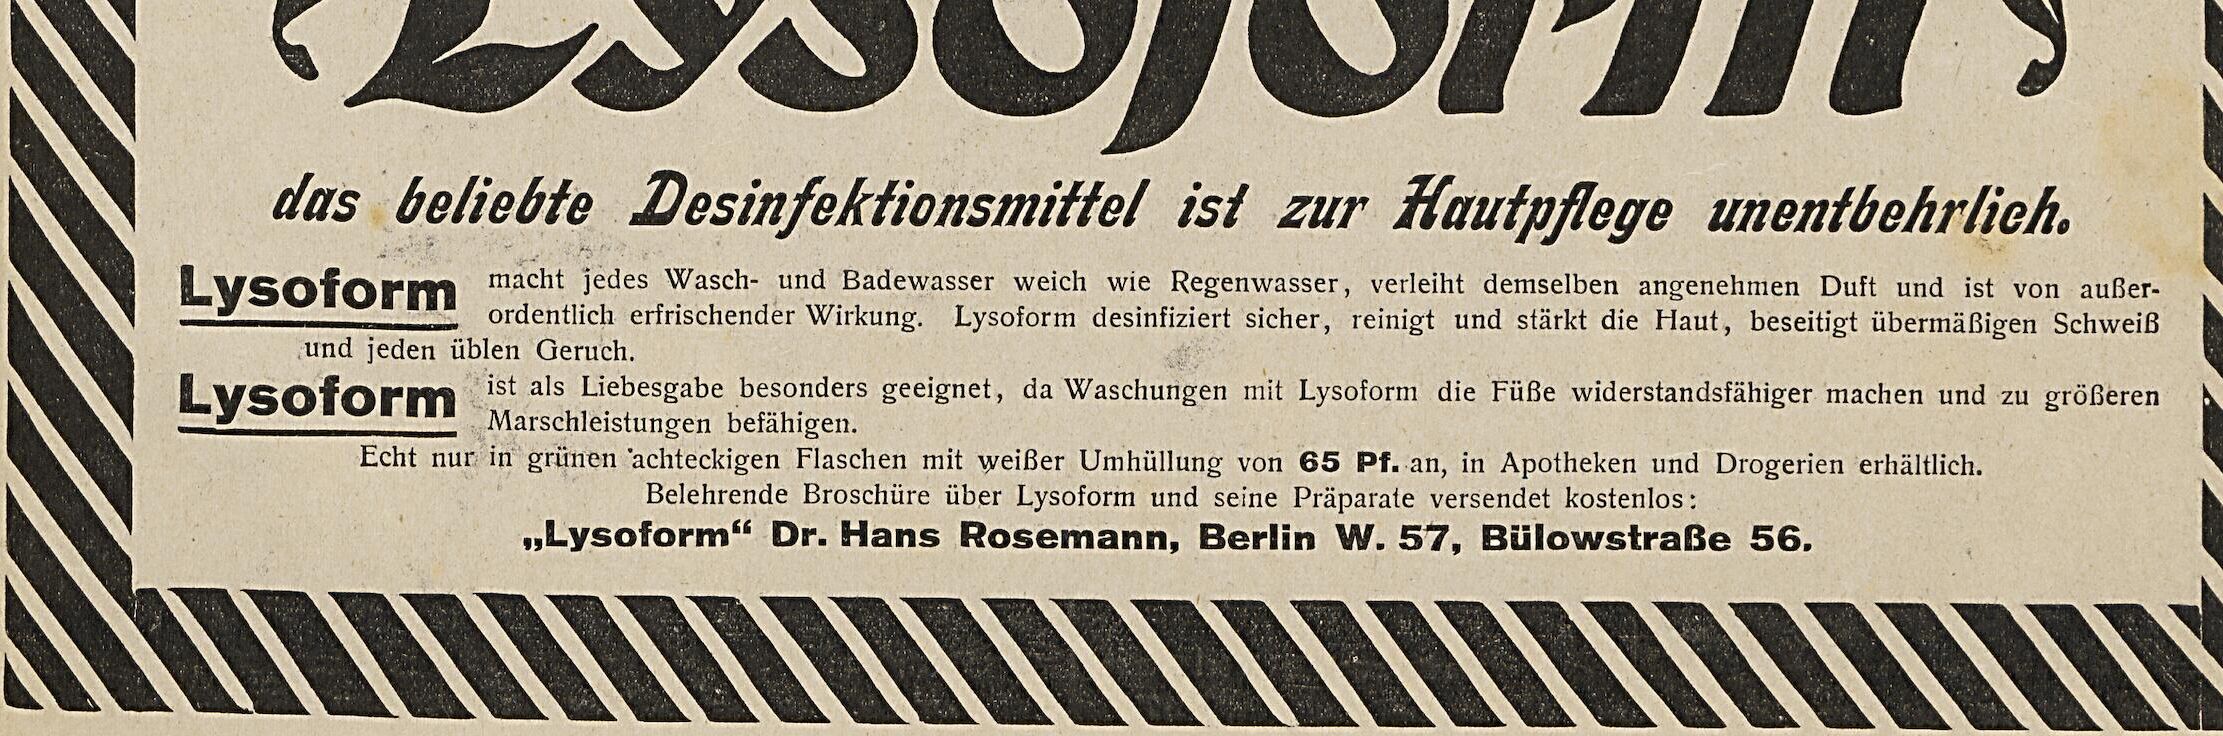 Lysoform
das beliebte Desinfektionsmittel ist zur Hautpflege unentbehrlich.
Lysoform macht jedes Wasch- und Badewasser weich wie Regenwasser, verleiht demselben angenehmen Duft und ist von außer-
ordentlich erfrischender Wirkung. Lysoform desinfiziert sicher, reinigt und stärkt die Haut, beseitigt übermäßigen Schweiß
und jeden üblen Geruch.
Lysoform ist als Liebesgabe besonders geeignet, da Waschungen mit Lysoform die Füße widerstandsfähiger machen und zu größeren
Marschleistungen befähigen.
Echt nur in grünen achteckigen Flaschen mit weißer Umhüllung von 65 Pf. an, in Apotheken und Drogerien erhältlich.
Belehrende Broschüre über Lysoform und seine Präparate versendet kostenlos:
„Lysoform“ Dr. Hans Rosemann, Berlin W. 57, Bülowstraße 56.